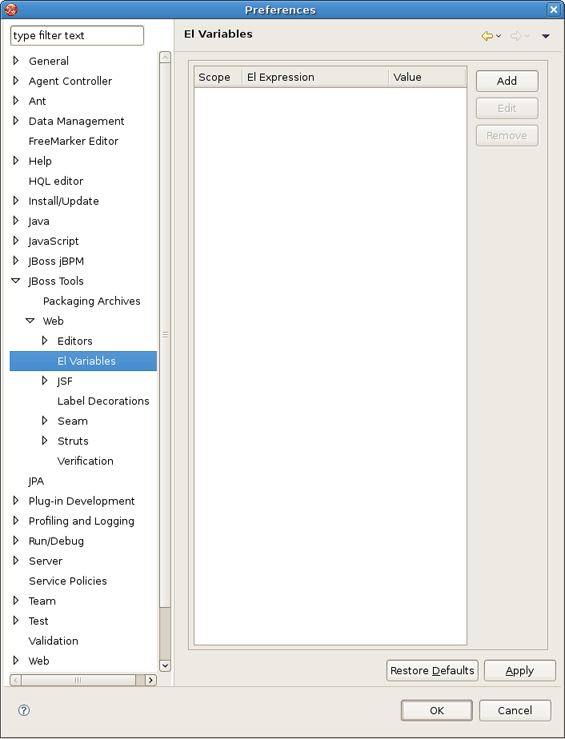 Preferences
type filter text
El Variables
General
Agent Controller
Ant
Data Management
FreeMarker Editor
Help
HQL editor
Install/Update
Java
JavaScript
JBoss jBPM
JBoss Tools
Packaging Archives
Web
Editors
El Variables
JSF
Label Decorations
Seam
Struts
Verification
JPA
Plug-in Development
Profiling and Logging
Run/Debug
Server
Service Policies
Team
Test
Validation
Web
Scope El Expression Value
Add
Edit
Remove
Restore Defaults Apply
OK Cancel